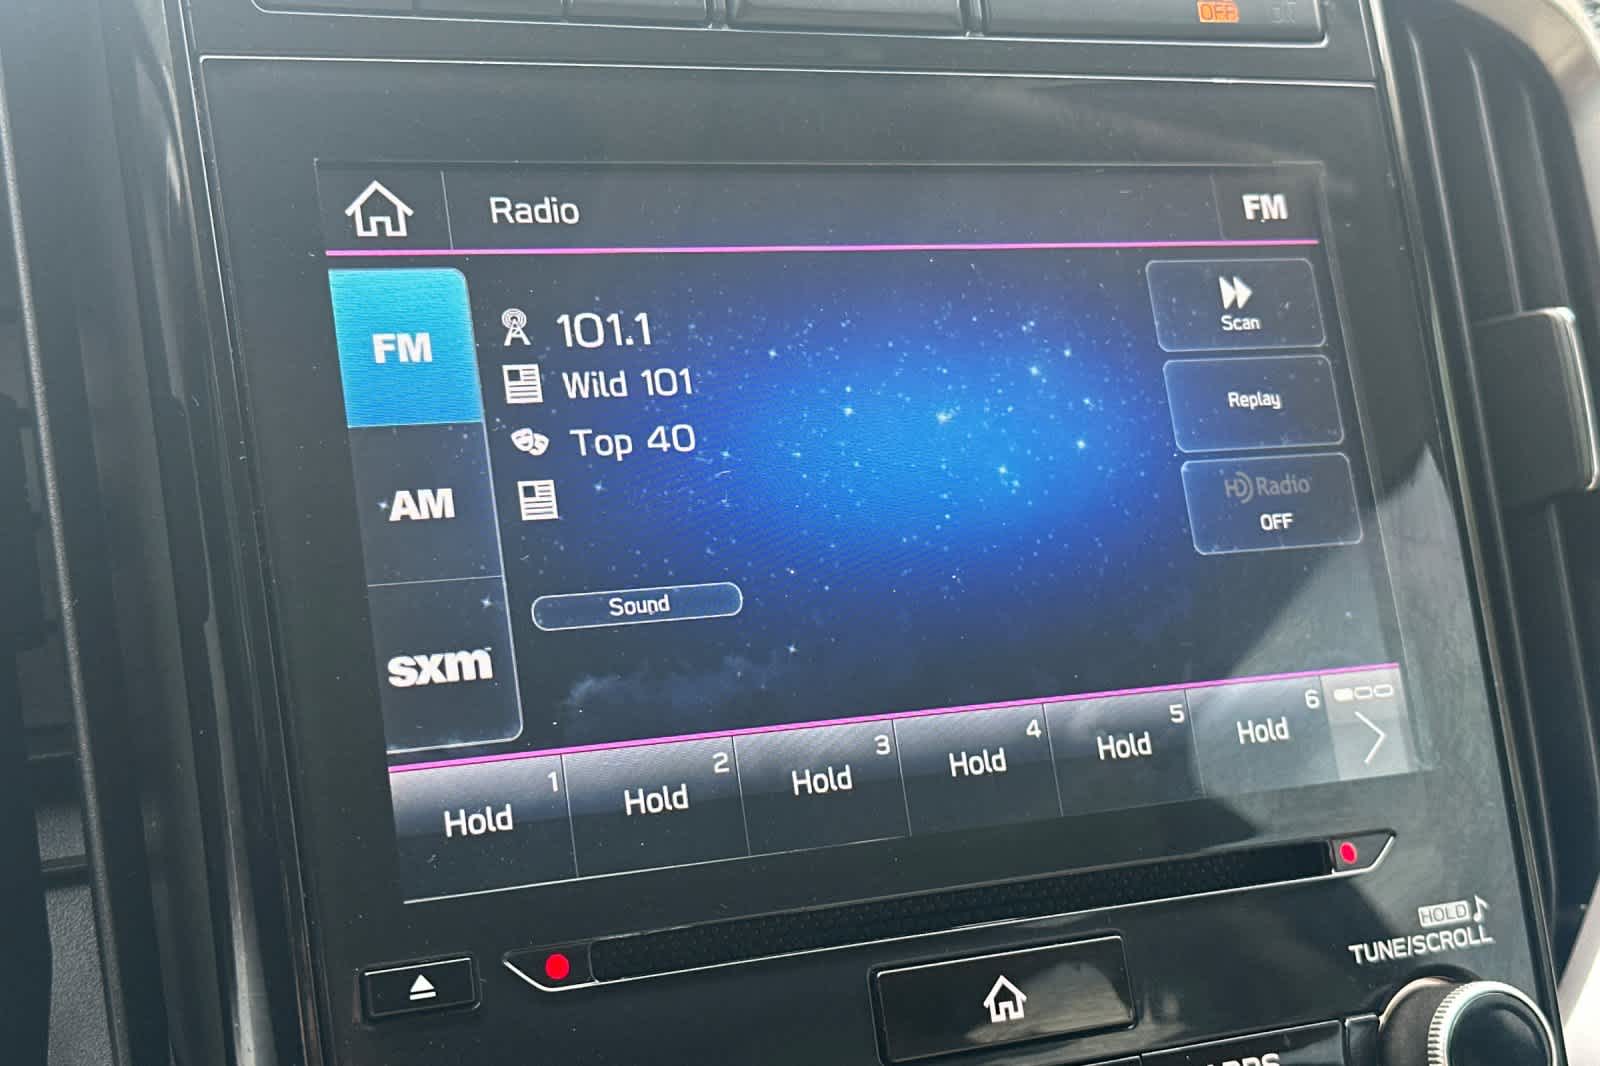 OFF
Radio
FM
FM
101.1
Wild 101
Top 40
AM
sxm
Sound
Scan
Replay
HD Radio
OFF
1
Hold
2
Hold
3
Hold
4
Hold
5
Hold
6
Hold
HOLD
TUNE/SCROLL